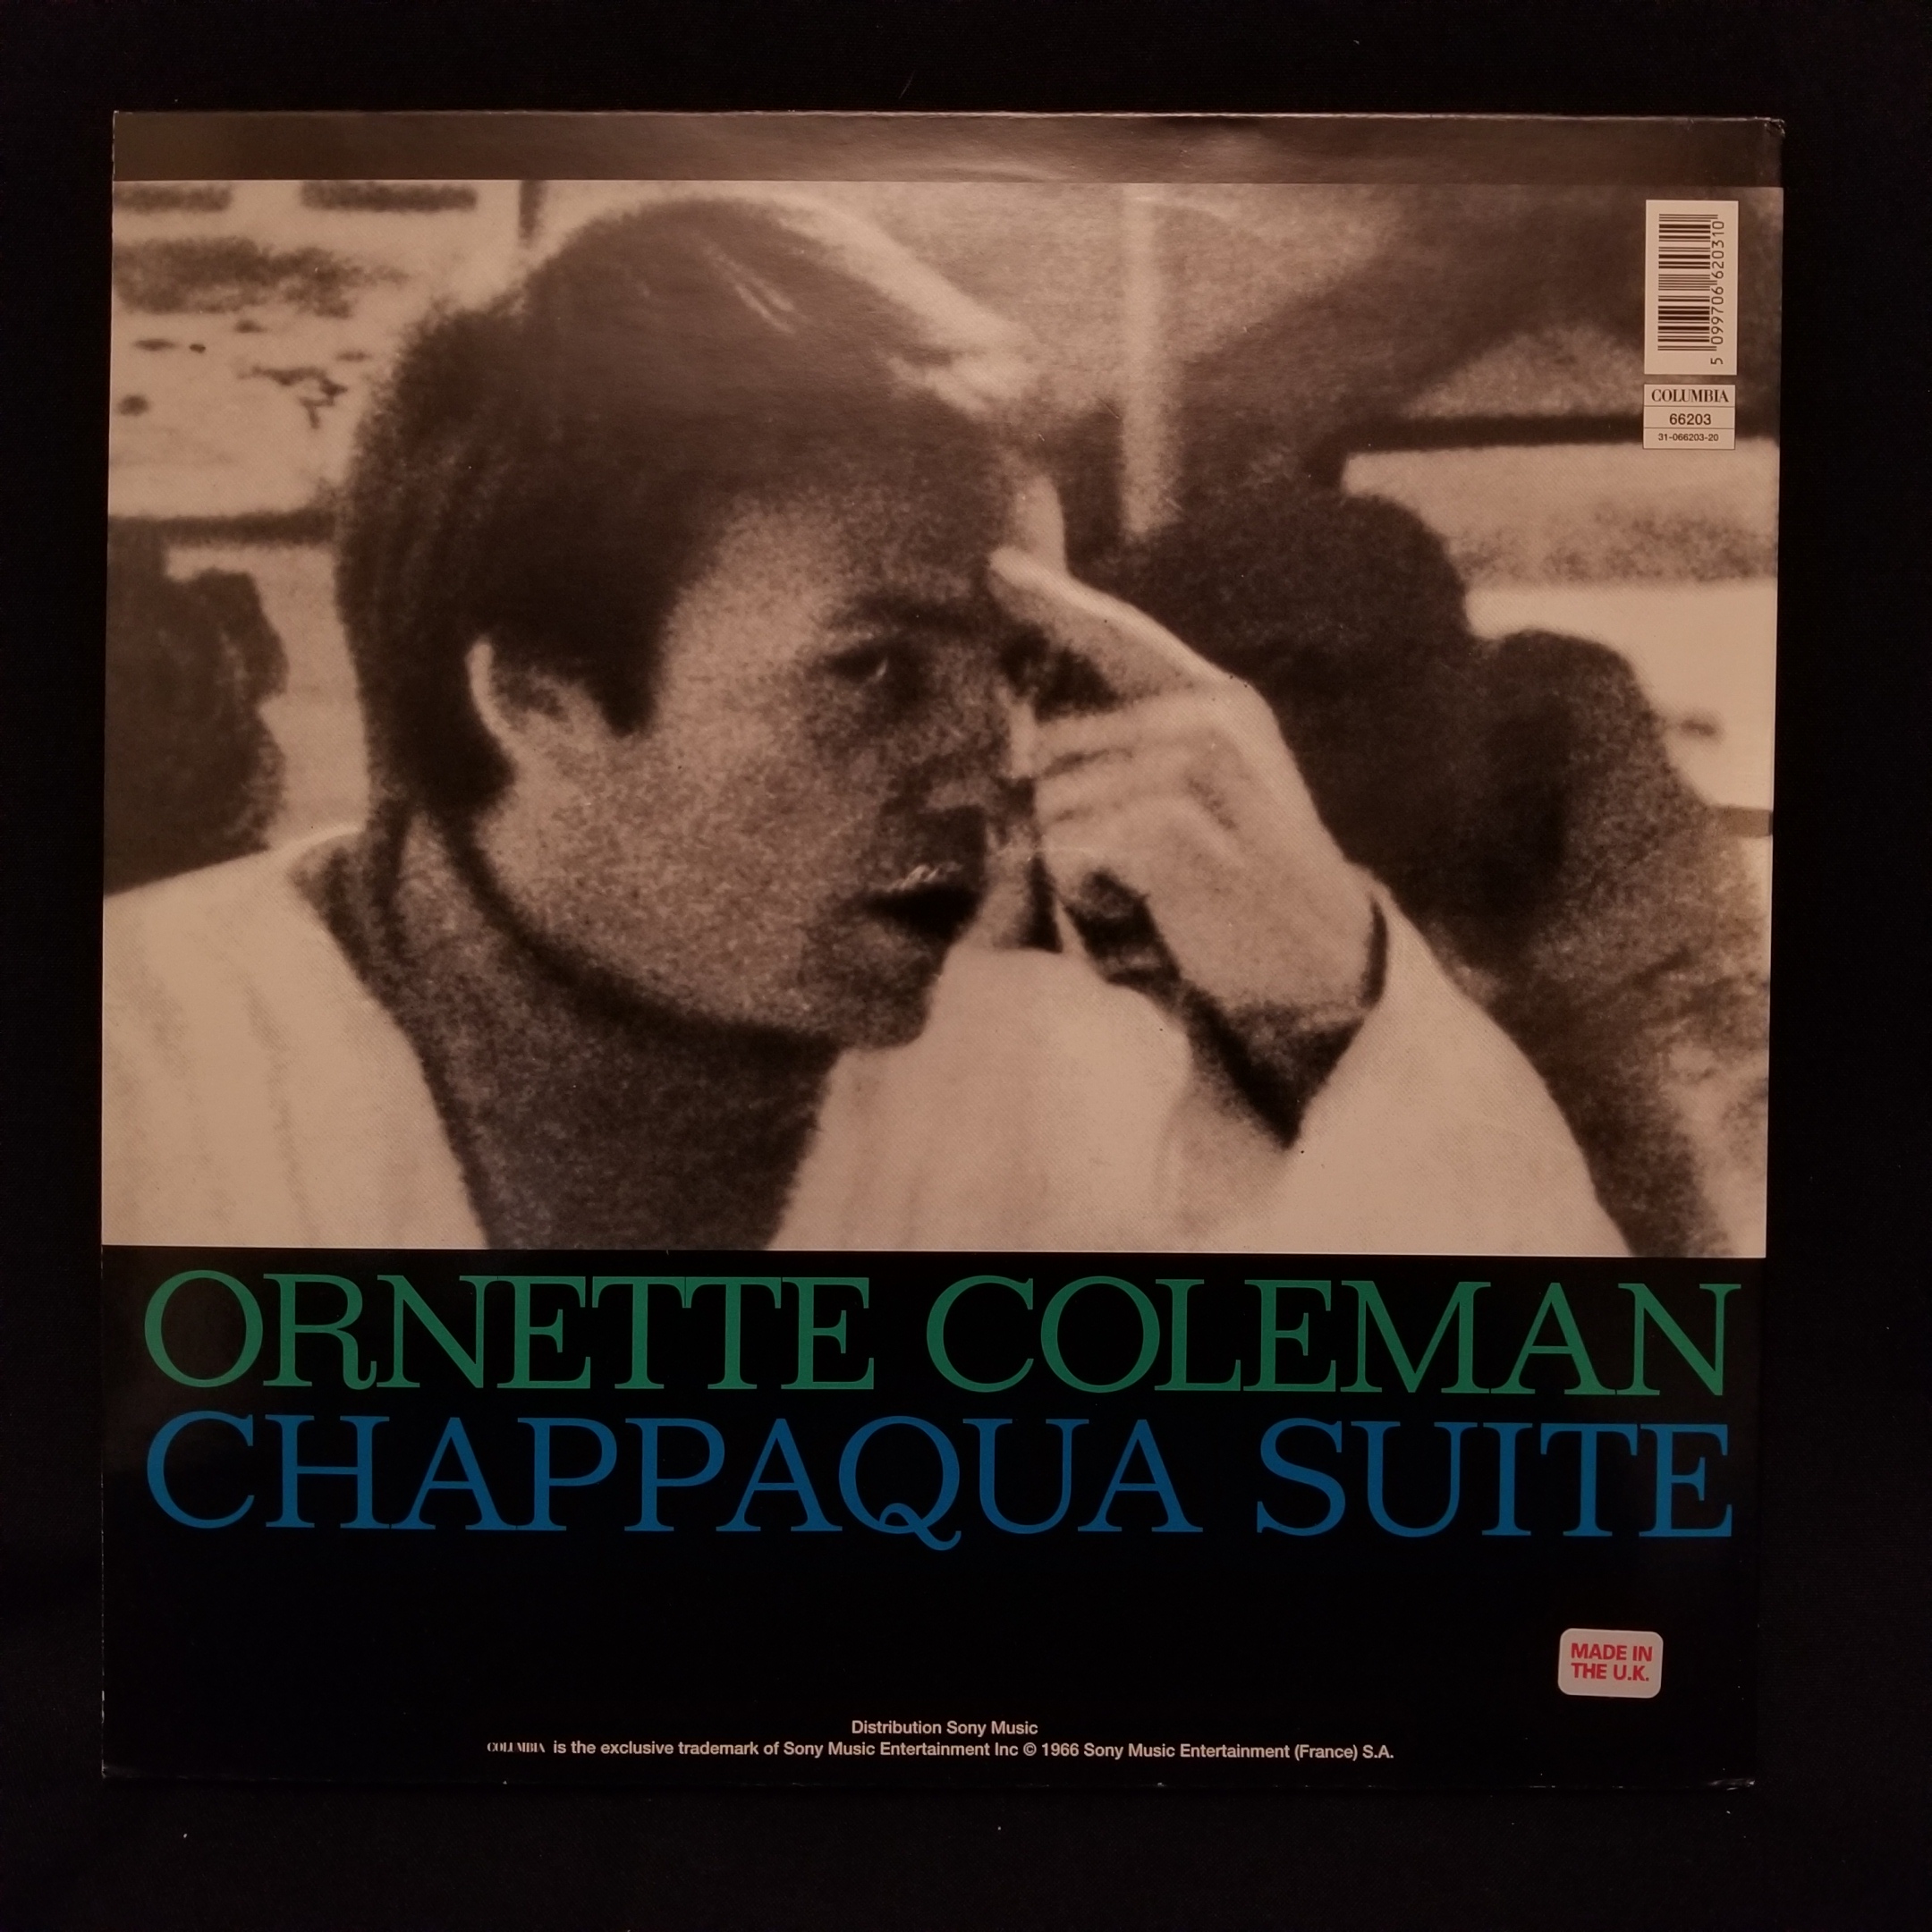 5 099706 620310
COLUMBIA
66203
31-066203-20
ORNETTE COLEMAN
CHAPPAQUA SUITE
MADE IN
THE U.K.
Distribution Sony Music
COLUMBIA is the exclusive trademark of Sony Music Entertainment Inc © 1966 Sony Music Entertainment (France) S.A.